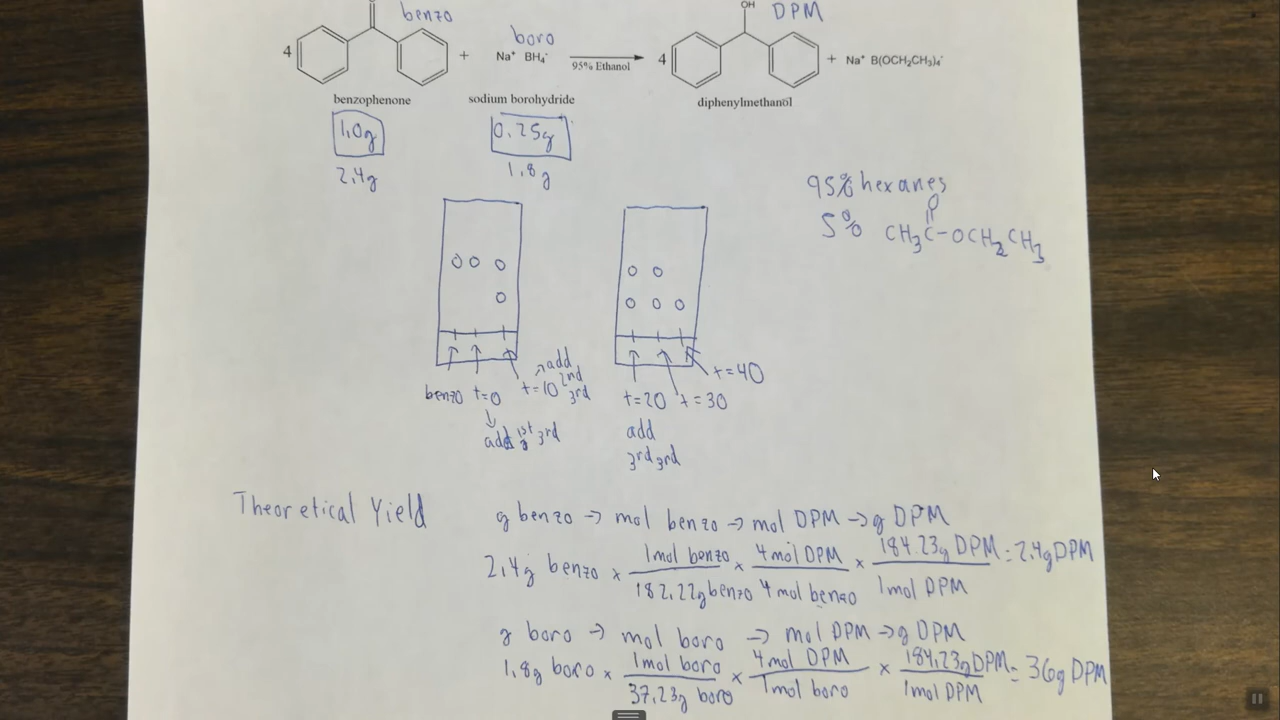 benzo
OH
DPM
boro
4
+
Na⁺ BH₄⁻
95% Ethanol
4
+ Na⁺ B(OCH₂CH₃)₄⁻
benzophenone
sodium borohydride
diphenylmethanol
1.0g
0.25g
2.4g
1.8g
95% hexanes
O
5% CH₃C-OCH₂CH₃
benzo t=0 t=10 add 2nd 3rd
add 1st 3rd
t=20 t=30 t=40
add
3rd 3rd
Theoretical Yield
g benzo → mol benzo → mol DPM → g DPM
2.4g benzo × 1mol benzo / 182.22g benzo × 4 mol DPM / 4 mol benzo × 184.23g DPM / 1mol DPM = 2.4g DPM
g boro → mol boro → mol DPM → g DPM
1.8g boro × 1mol boro / 37.23g boro × 4mol DPM / 1mol boro × 184.23g DPM / 1mol DPM = 36g DPM